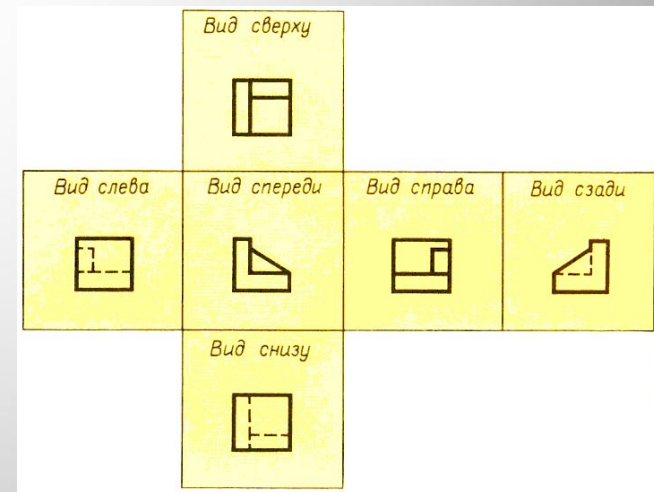 Вид сверху
Вид слева
Вид спереди
Вид справа
Вид сзади
Вид снизу